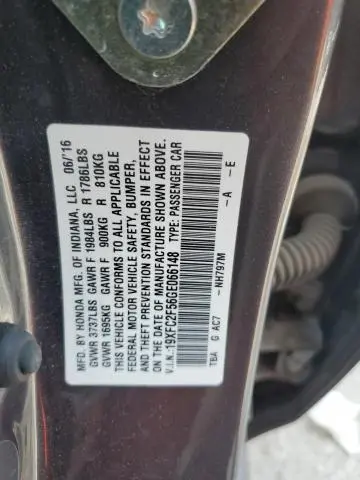 MFD. BY HONDA MFG. OF INDIANA, LLC 06/'16
GVWR 3737LBS GAWR F 1984LBS R 1786LBS
GVWR 1695KG GAWR F 900KG R 810KG
THIS VEHICLE CONFORMS TO ALL APPLICABLE
FEDERAL MOTOR VEHICLE SAFETY, BUMPER,
AND THEFT PREVENTION STANDARDS IN EFFECT
ON THE DATE OF MANUFACTURE SHOWN ABOVE.
V.I.N.:19XFC2F56GE066148 TYPE: PASSENGER CAR
-NH797M -A -E
TBA G AC7